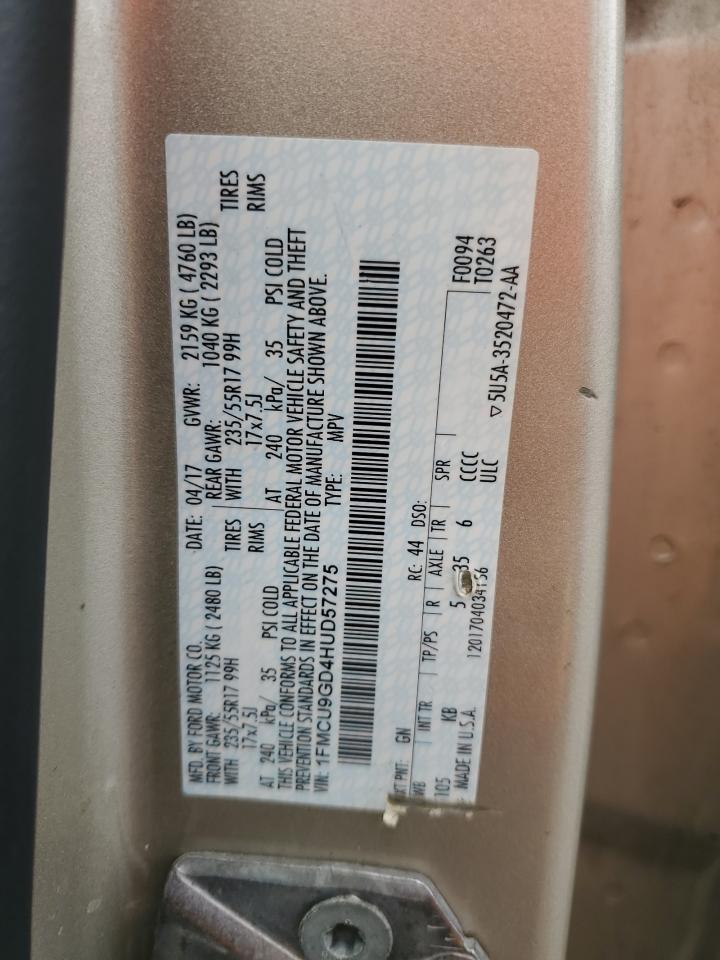 MFD. BY FORD MOTOR CO. DATE: 04/17 GVWR: 2159 KG ( 4760 LB)
FRONT GAWR: 1125 KG ( 2480 LB) REAR GAWR: 1040 KG ( 2293 LB)
WITH 235/55R17 99H TIRES WITH 235/55R17 99H TIRES
17x7.5J RIMS 17x7.5J RIMS
AT 240 kPa/ 35 PSI COLD AT 240 kPa/ 35 PSI COLD
THIS VEHICLE CONFORMS TO ALL APPLICABLE FEDERAL MOTOR VEHICLE SAFETY AND THEFT
PREVENTION STANDARDS IN EFFECT ON THE DATE OF MANUFACTURE SHOWN ABOVE.
VIN: 1FMCU9GD4HUD57275 TYPE: MPV
PNT: GN RC: 44 DSO: F0094
WB INT TR TP/PS R AXLE TR SPR T0263
105 KB 5 35 6 CCCC
MADE IN U.S.A. ULC ▽5U5A-3520472-AA